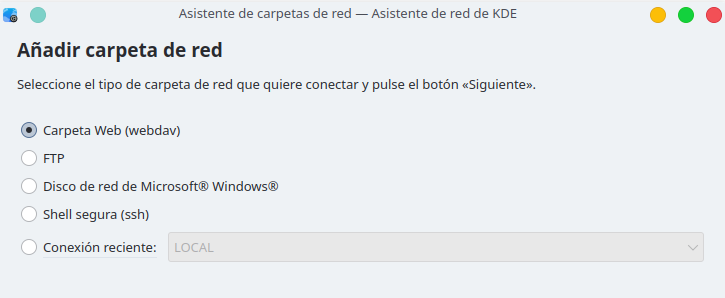 Asistente de carpetas de red — Asistente de red de KDE
Añadir carpeta de red
Seleccione el tipo de carpeta de red que quiere conectar y pulse el botón «Siguiente».
Carpeta Web (webdav)
FTP
Disco de red de Microsoft® Windows®
Shell segura (ssh)
Conexión reciente: LOCAL